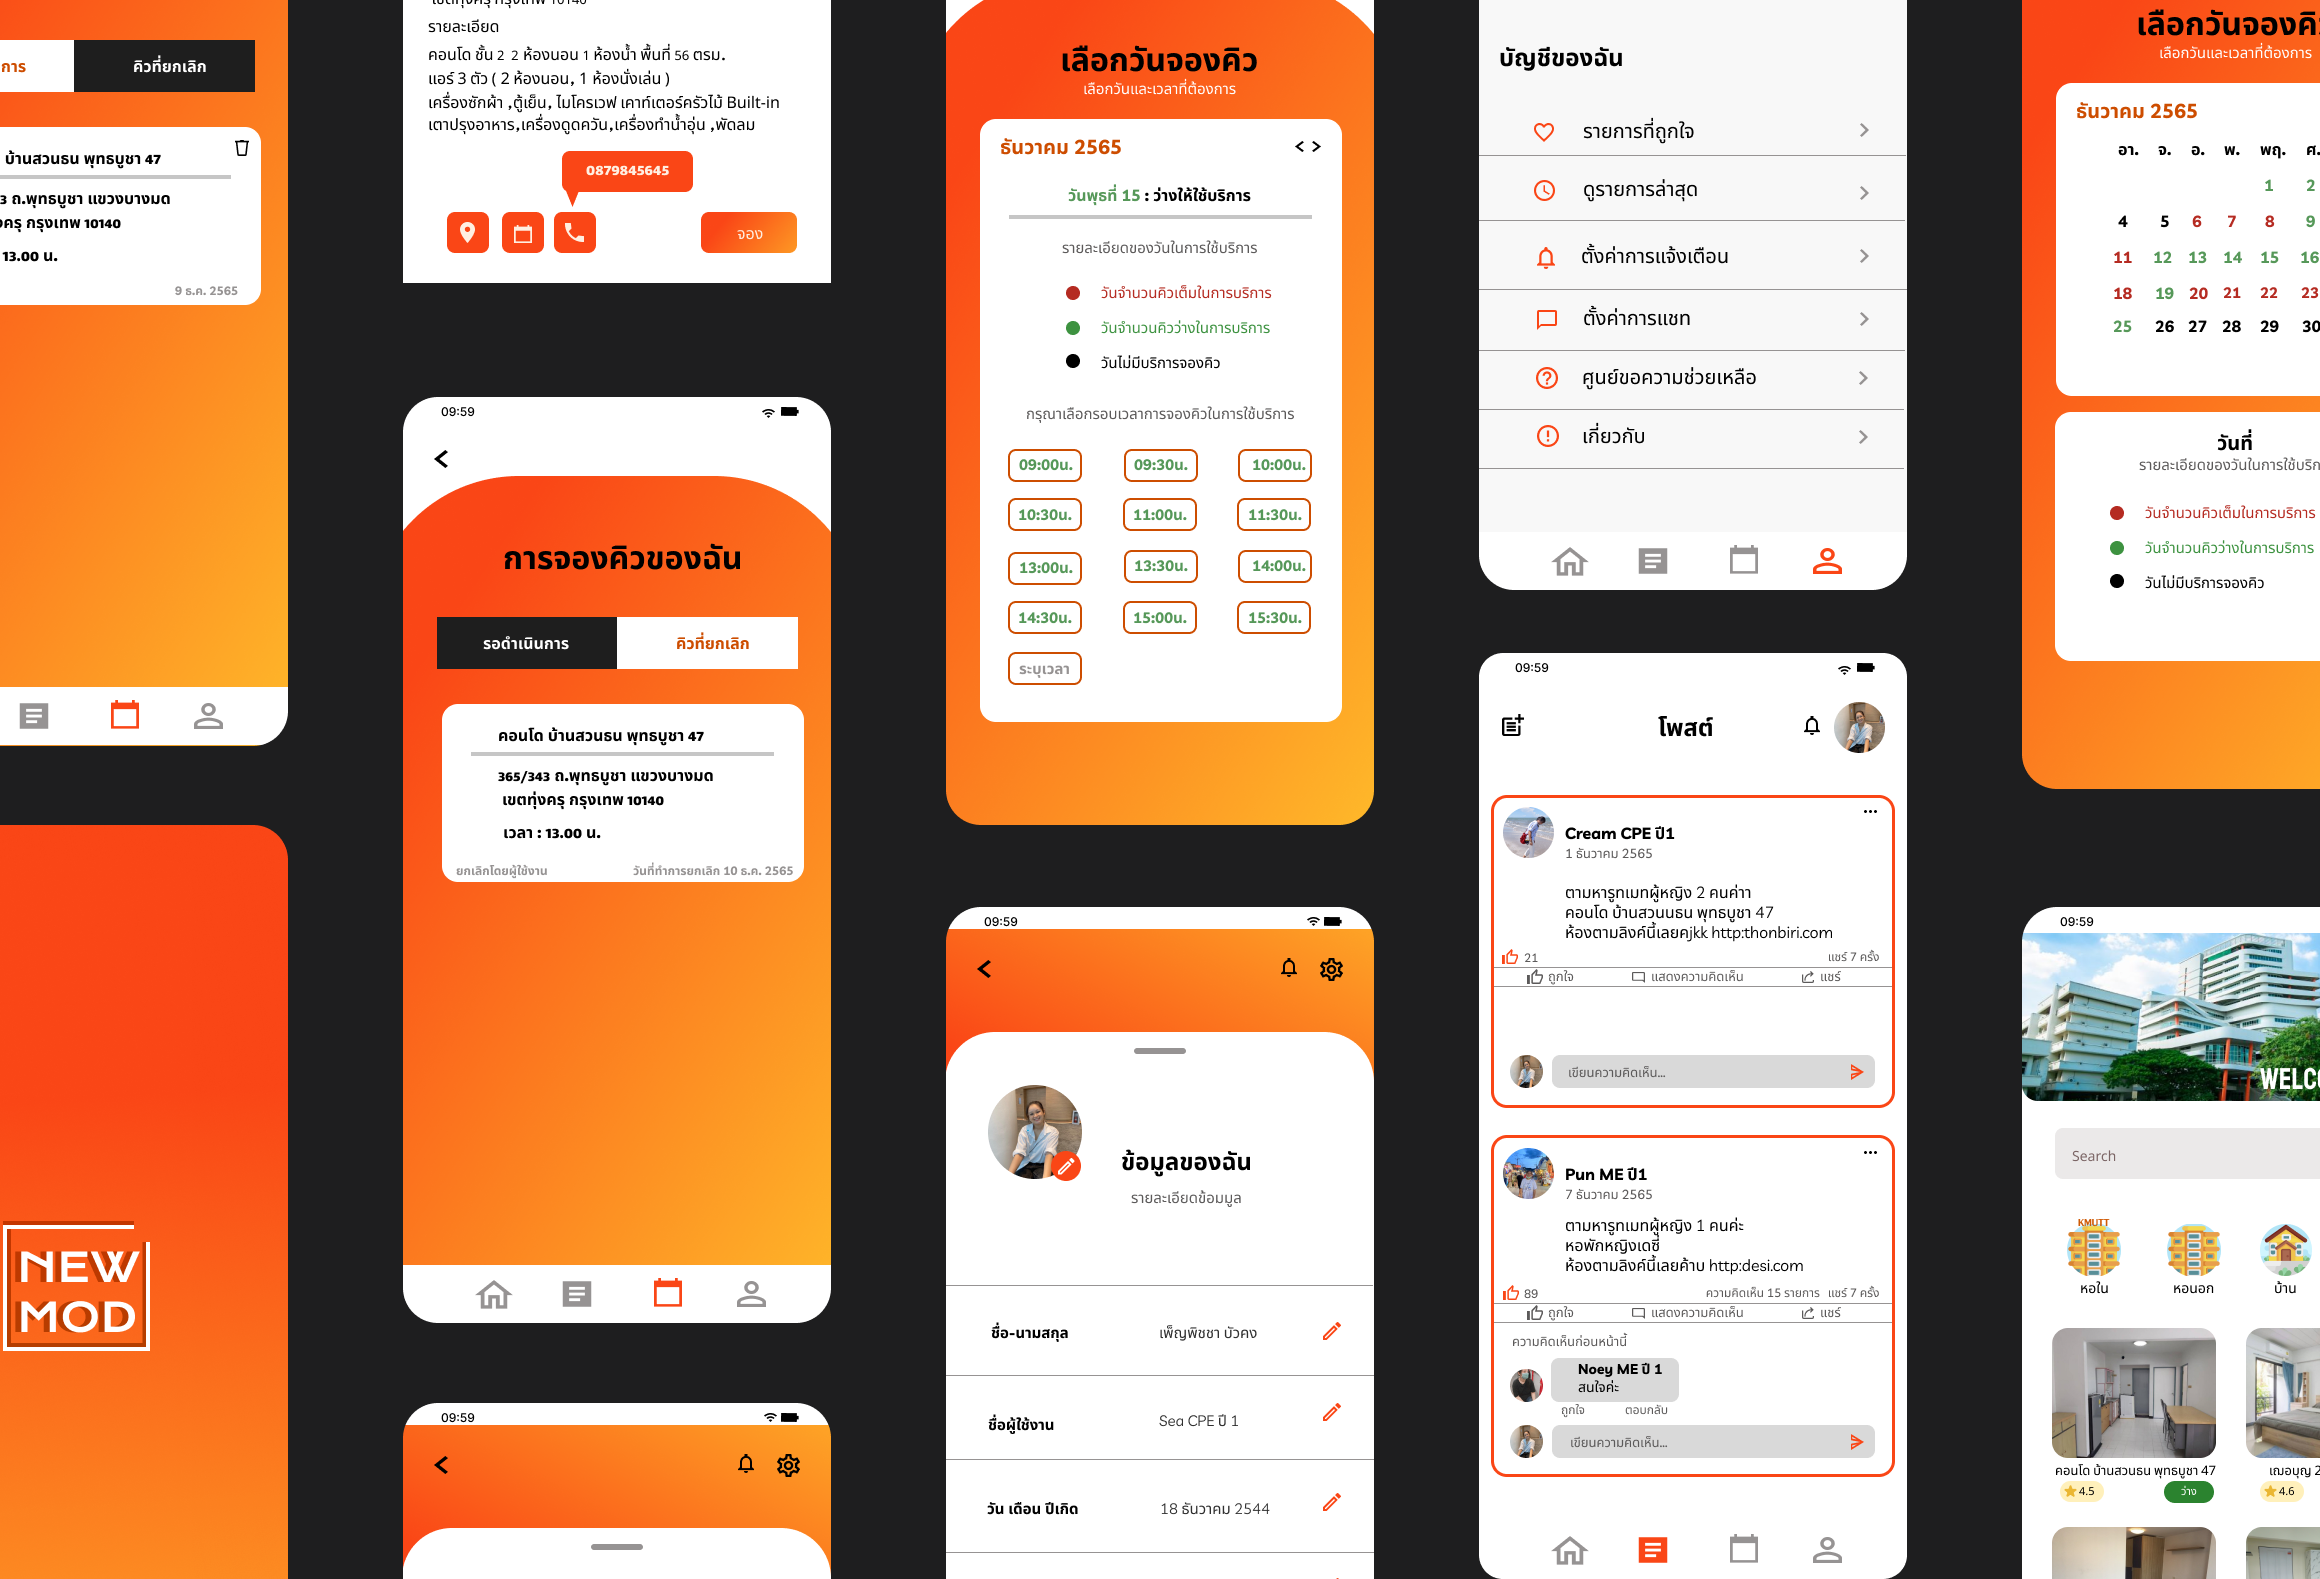 การ
คิวที่ยกเลิก
บ้านสวนธน พุทธบูชา 47
3 ถ.พุทธบูชา แขวงบางมด
ครุ กรุงเทพ 10140
13.00 น.
9 ธ.ค. 2565
NEW
MOD
เขตทุ่งครุ กรุงเทพ 10140
รายละเอียด
คอนโด ชั้น 2 2 ห้องนอน 1 ห้องน้ำ พื้นที่ 56 ตรม.
แอร์ 3 ตัว ( 2 ห้องนอน, 1 ห้องนั่งเล่น )
เครื่องซักผ้า ,ตู้เย็น, ไมโครเวฟ เคาท์เตอร์ครัวไม้ Built-in
เตาปรุงอาหาร,เครื่องดูดควัน,เครื่องทำน้ำอุ่น ,พัดลม
0879845645
จอง
09:59
การจองคิวของฉัน
รอดำเนินการ
คิวที่ยกเลิก
คอนโด บ้านสวนธน พุทธบูชา 47
365/343 ถ.พุทธบูชา แขวงบางมด
เขตทุ่งครุ กรุงเทพ 10140
เวลา : 13.00 น.
ยกเลิกโดยผู้ใช้งาน
วันที่ทำการยกเลิก 10 ธ.ค. 2565
09:59
เลือกวันจองคิว
เลือกวันและเวลาที่ต้องการ
ธันวาคม 2565
< >
วันพุธที่ 15 : ว่างให้ใช้บริการ
รายละเอียดของวันในการใช้บริการ
วันจำนวนคิวเต็มในการบริการ
วันจำนวนคิวว่างในการบริการ
วันไม่มีบริการจองคิว
กรุณาเลือกรอบเวลาการจองคิวในการใช้บริการ
09:00น. 09:30น. 10:00น.
10:30น. 11:00น. 11:30น.
13:00น. 13:30น. 14:00น.
14:30น. 15:00น. 15:30น.
ระบุเวลา
09:59
ข้อมูลของฉัน
รายละเอียดข้อมมูล
ชื่อ-นามสกุล
เพ็ญพิชชา บัวคง
ชื่อผู้ใช้งาน
Sea CPE ปี 1
วัน เดือน ปีเกิด
18 ธันวาคม 2544
บัญชีของฉัน
รายการที่ถูกใจ
ดูรายการล่าสุด
ตั้งค่าการแจ้งเตือน
ตั้งค่าการแชท
ศูนย์ขอความช่วยเหลือ
เกี่ยวกับ
09:59
โพสต์
Cream CPE ปี1
1 ธันวาคม 2565
ตามหารูทเมทผู้หญิง 2 คนค่าา
คอนโด บ้านสวนนธน พุทธบูชา 47
ห้องตามลิงค์นี้เลยคjkk http:thonbiri.com
21
แชร์ 7 ครั้ง
ถูกใจ
แสดงความคิดเห็น
แชร์
เขียนความคิดเห็น...
Pun ME ปี1
7 ธันวาคม 2565
ตามหารูทเมทผู้หญิง 1 คนค่ะ
หอพักหญิงเดซี่
ห้องตามลิงค์นี้เลยค้าบ http:desi.com
89
ความคิดเห็น 15 รายการ แชร์ 7 ครั้ง
ถูกใจ
แสดงความคิดเห็น
แชร์
ความคิดเห็นก่อนหน้านี้
Noey ME ปี 1
สนใจค่ะ
ถูกใจ
ตอบกลับ
เขียนความคิดเห็น...
เลือกวันจองคิ
เลือกวันและเวลาที่ต้องการ
ธันวาคม 2565
อา. จ. อ. พ. พฤ. ศ.
1 2
4 5 6 7 8 9
11 12 13 14 15 16
18 19 20 21 22 23
25 26 27 28 29 30
วันที่
รายละเอียดของวันในการใช้บริก
วันจำนวนคิวเต็มในการบริการ
วันจำนวนคิวว่างในการบริการ
วันไม่มีบริการจองคิว
09:59
WELCO
Search
KMUTT
หอใน
หอนอก
บ้าน
คอนโด บ้านสวนธน พุทธบูชา 47
4.5
ว่าง
เฌอบุญ 2
4.6